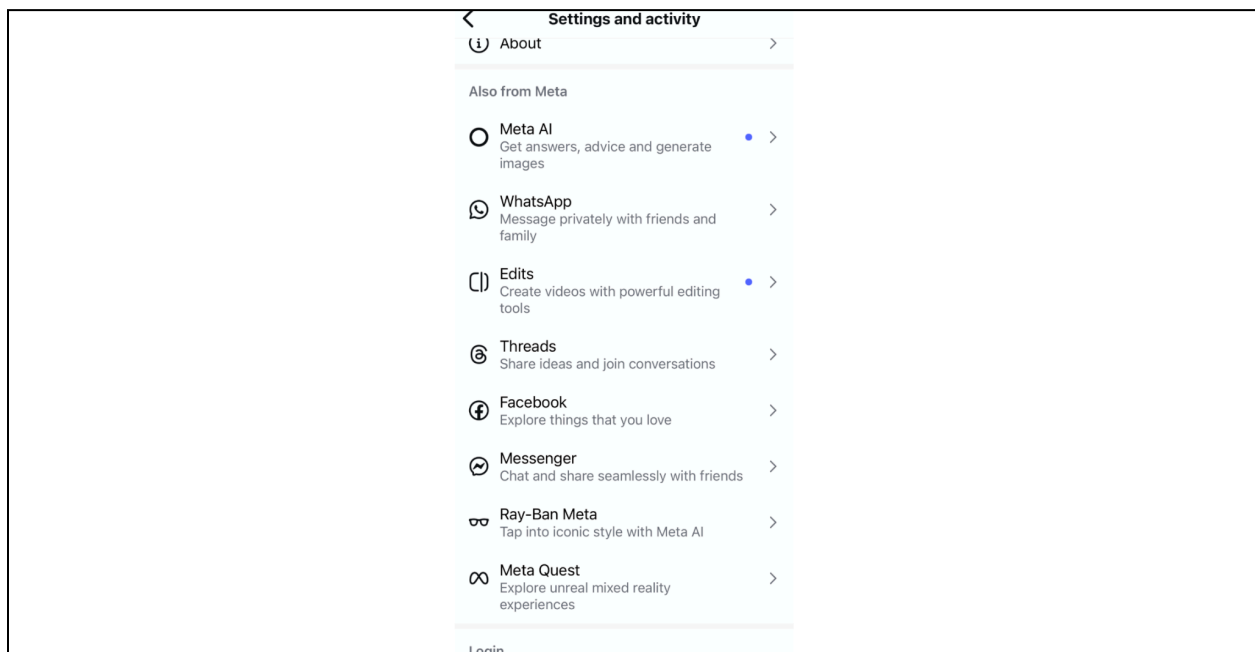 Settings and activity
About
Also from Meta
Meta AI
Get answers, advice and generate
images
WhatsApp
Message privately with friends and
family
Edits
Create videos with powerful editing
tools
Threads
Share ideas and join conversations
Facebook
Explore things that you love
Messenger
Chat and share seamlessly with friends
Ray-Ban Meta
Tap into iconic style with Meta AI
Meta Quest
Explore unreal mixed reality
experiences
Login